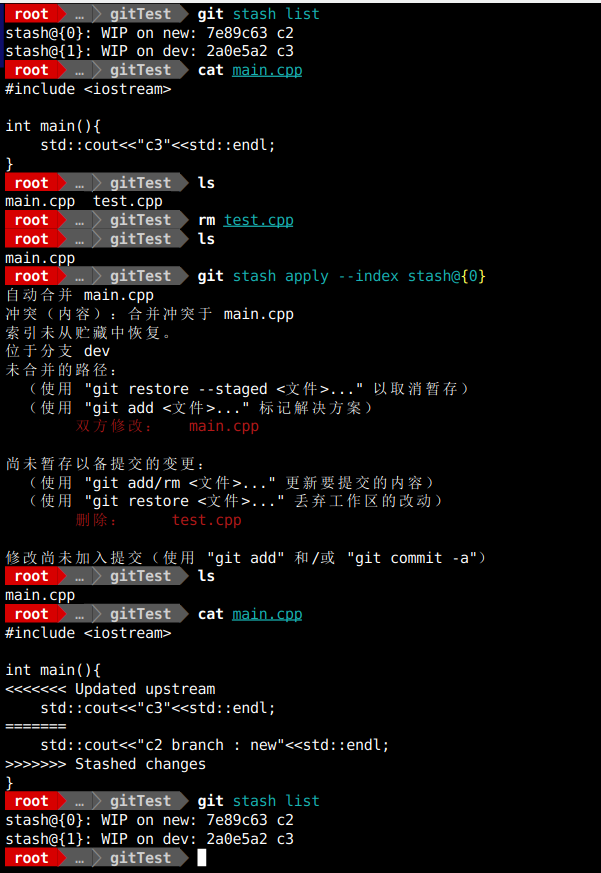 root … gitTest git stash list
stash@{0}: WIP on new: 7e89c63 c2
stash@{1}: WIP on dev: 2a0e5a2 c3
root … gitTest cat main.cpp
#include <iostream>
int main(){
    std::cout<<"c3"<<std::endl;
}
root … gitTest ls
main.cpp  test.cpp
root … gitTest rm test.cpp
root … gitTest ls
main.cpp
root … gitTest git stash apply --index stash@{0}
自动合并 main.cpp
冲突（内容）：合并冲突于 main.cpp
索引未从贮藏中恢复。
位于分支 dev
未合并的路径：
  （使用 "git restore --staged <文件>..." 以取消暂存）
  （使用 "git add <文件>..." 标记解决方案）
        双方修改：   main.cpp
尚未暂存以备提交的变更：
  （使用 "git add/rm <文件>..." 更新要提交的内容）
  （使用 "git restore <文件>..." 丢弃工作区的改动）
        删除：     test.cpp
修改尚未加入提交（使用 "git add" 和/或 "git commit -a"）
root … gitTest ls
main.cpp
root … gitTest cat main.cpp
#include <iostream>
int main(){
<<<<<<< Updated upstream
    std::cout<<"c3"<<std::endl;
=======
    std::cout<<"c2 branch : new"<<std::endl;
>>>>>>> Stashed changes
}
root … gitTest git stash list
stash@{0}: WIP on new: 7e89c63 c2
stash@{1}: WIP on dev: 2a0e5a2 c3
root … gitTest